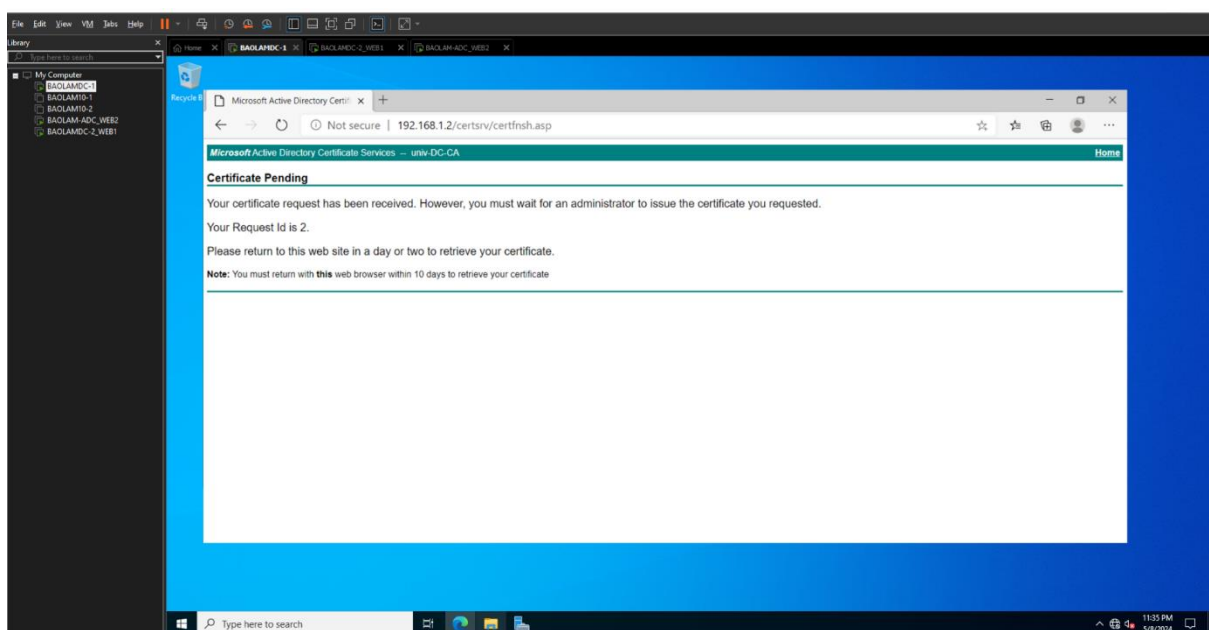 File Edit View VM Tabs Help
Library
Type here to search
My Computer
BAOLAMDC-1
BAOLAM10-1
BAOLAM10-2
BAOLAM-ADC_WEB2
BAOLAMDC-2_WEB1
Home BAOLAMDC-1 BAOLAMDC-2_WEB1 BAOLAM-ADC_WEB2
Recycle B
Microsoft Active Directory Certifi
Not secure | 192.168.1.2/certsrv/certfnsh.asp
Microsoft Active Directory Certificate Services -- univ-DC-CA Home
Certificate Pending
Your certificate request has been received. However, you must wait for an administrator to issue the certificate you requested.
Your Request Id is 2.
Please return to this web site in a day or two to retrieve your certificate.
Note: You must return with this web browser within 10 days to retrieve your certificate
Type here to search
11:35 PM
5/8/2024